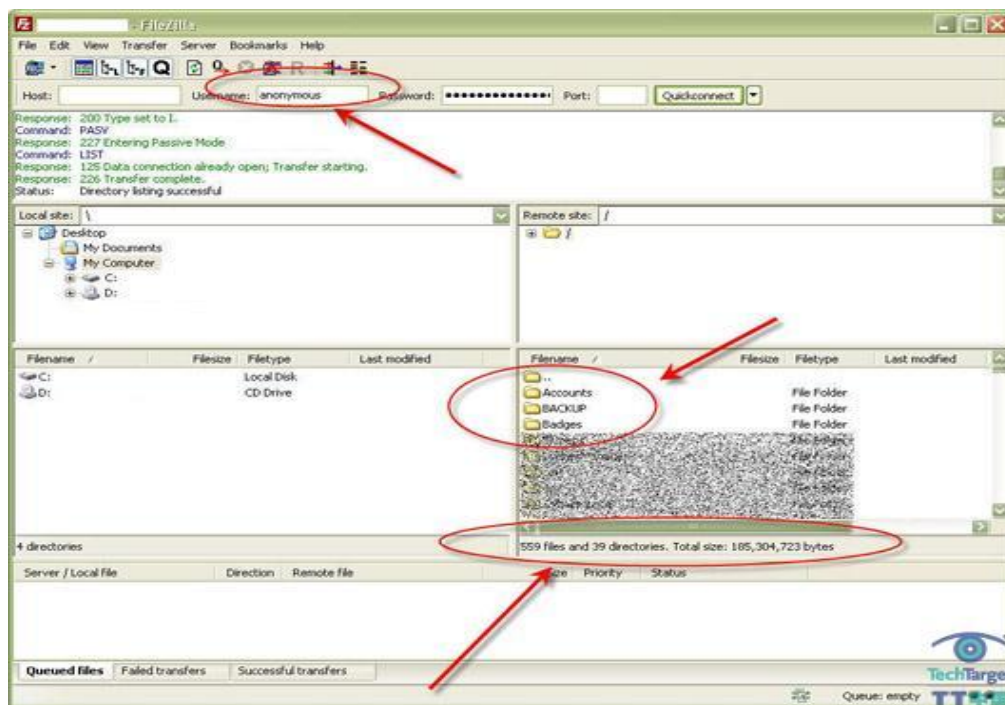 - FileZilla
File Edit View Transfer Server Bookmarks Help
Host: Username: anonymous Password: •••••••••••••• Port: Quickconnect
Response: 200 Type set to I.
Command: PASV
Response: 227 Entering Passive Mode
Command: LIST
Response: 125 Data connection already open; Transfer starting.
Response: 226 Transfer complete.
Status: Directory listing successful
Local site: \
Remote site: /
Desktop
My Documents
My Computer
C:
D:
/
Filename / Filesize Filetype Last modified
C: Local Disk
D: CD Drive
4 directories
Filename / Filesize Filetype Last modified
..
Accounts File Folder
BACKUP File Folder
Badges File Folder
559 files and 39 directories. Total size: 185,304,723 bytes
Server / Local file Direction Remote file Size Priority Status
Queued files Failed transfers Successful transfers
Queue: empty
TechTarge